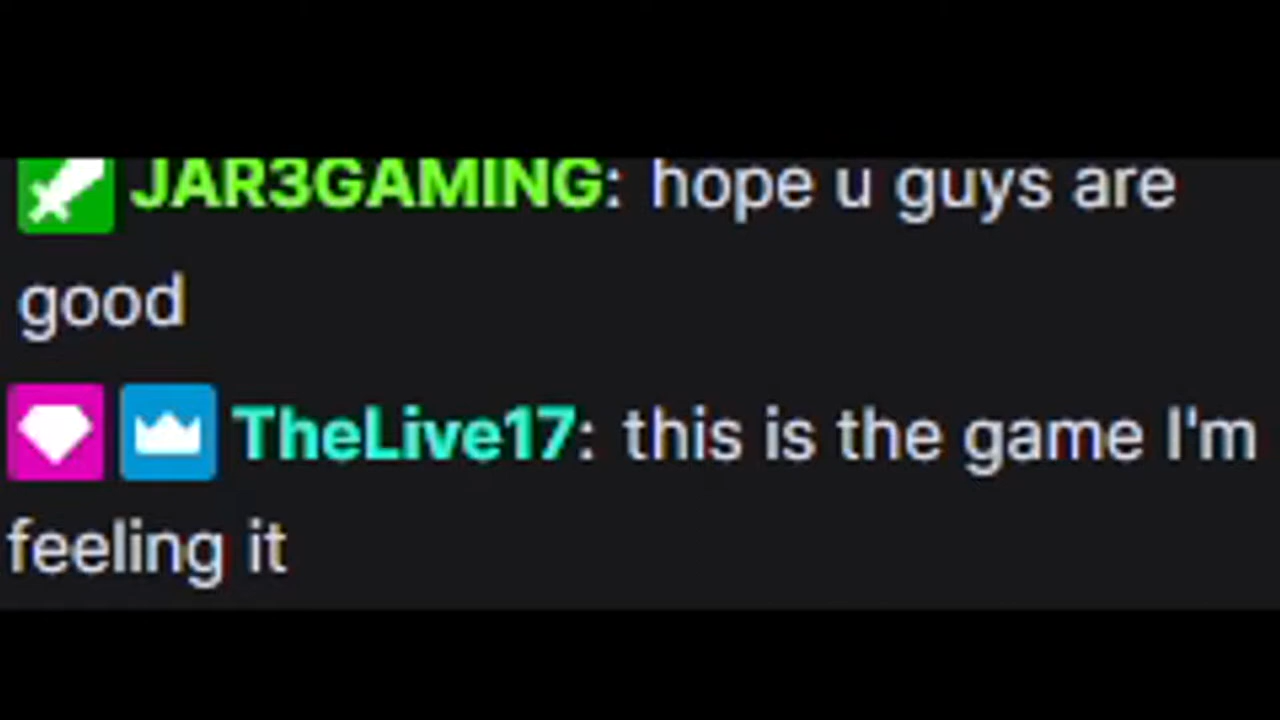 JAR3GAMING: hope u guys are
good
TheLive17: this is the game I'm
feeling it